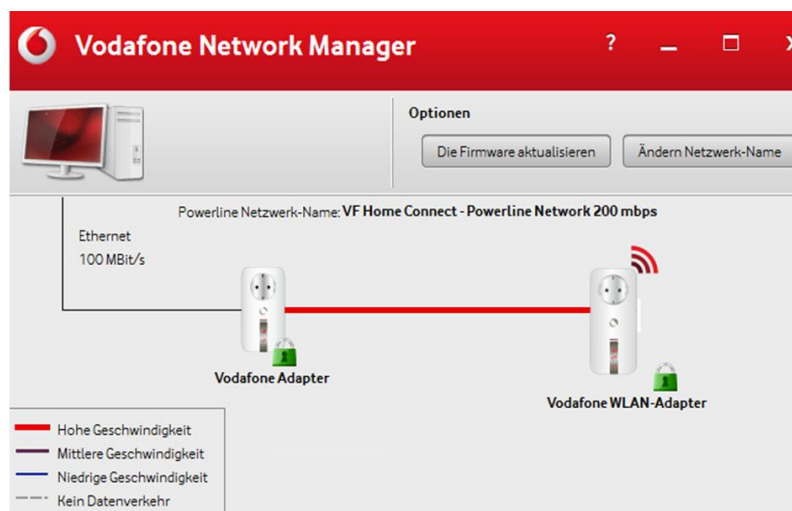 Vodafone Network Manager
?
Optionen
Die Firmware aktualisieren
Ändern Netzwerk-Name
Powerline Netzwerk-Name: VF Home Connect - Powerline Network 200 mbps
Ethernet
100 MBit/s
Vodafone Adapter
Vodafone WLAN-Adapter
Hohe Geschwindigkeit
Mittlere Geschwindigkeit
Niedrige Geschwindigkeit
Kein Datenverkehr